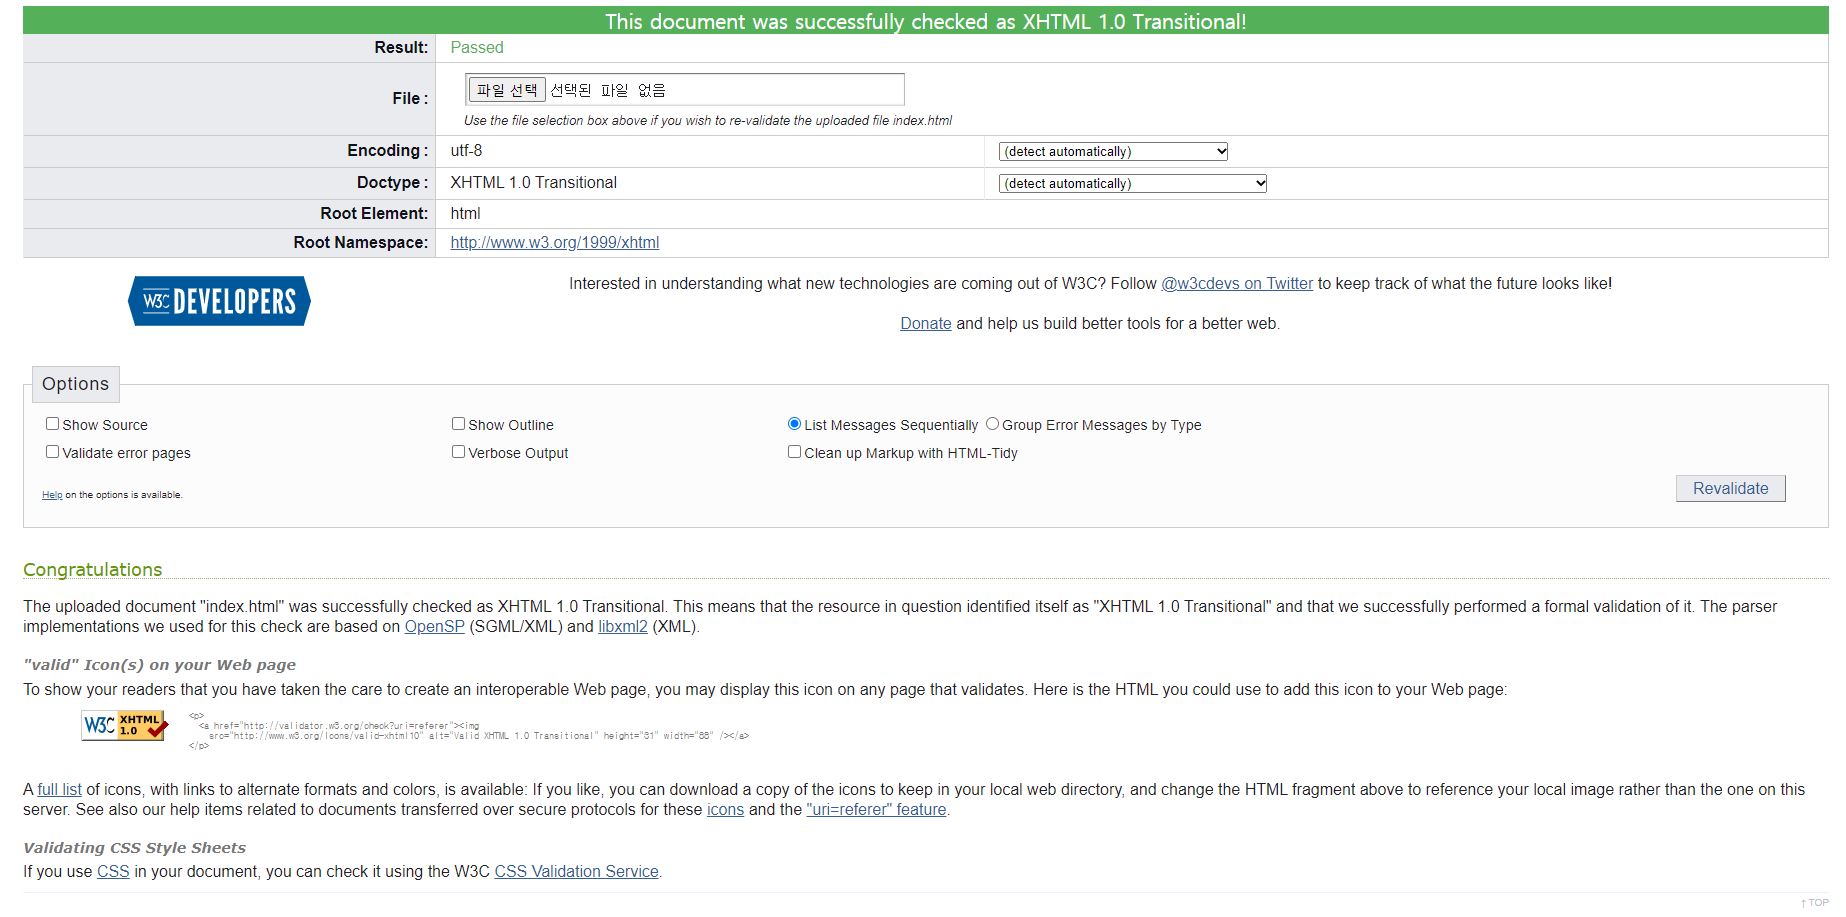 This document was successfully checked as XHTML 1.0 Transitional!
Result: Passed
File : 파일 선택 선택된 파일 없음
Use the file selection box above if you wish to re-validate the uploaded file index.html
Encoding : utf-8 (detect automatically)
Doctype : XHTML 1.0 Transitional (detect automatically)
Root Element: html
Root Namespace: http://www.w3.org/1999/xhtml
W3C DEVELOPERS
Interested in understanding what new technologies are coming out of W3C? Follow @w3cdevs on Twitter to keep track of what the future looks like!
Donate and help us build better tools for a better web.
Options
Show Source Show Outline List Messages Sequentially Group Error Messages by Type
Validate error pages Verbose Output Clean up Markup with HTML-Tidy
Help on the options is available.
Revalidate
Congratulations
The uploaded document "index.html" was successfully checked as XHTML 1.0 Transitional. This means that the resource in question identified itself as "XHTML 1.0 Transitional" and that we successfully performed a formal validation of it. The parser
implementations we used for this check are based on OpenSP (SGML/XML) and libxml2 (XML).
"valid" Icon(s) on your Web page
To show your readers that you have taken the care to create an interoperable Web page, you may display this icon on any page that validates. Here is the HTML you could use to add this icon to your Web page:
W3C XHTML 1.0
<p>
<a href="http://validator.w3.org/check?uri=referer"><img
src="http://www.w3.org/Icons/valid-xhtml10" alt="Valid XHTML 1.0 Transitional" height="31" width="88" /></a>
</p>
A full list of icons, with links to alternate formats and colors, is available: If you like, you can download a copy of the icons to keep in your local web directory, and change the HTML fragment above to reference your local image rather than the one on this
server. See also our help items related to documents transferred over secure protocols for these icons and the "uri=referer" feature.
Validating CSS Style Sheets
If you use CSS in your document, you can check it using the W3C CSS Validation Service.
↑ TOP